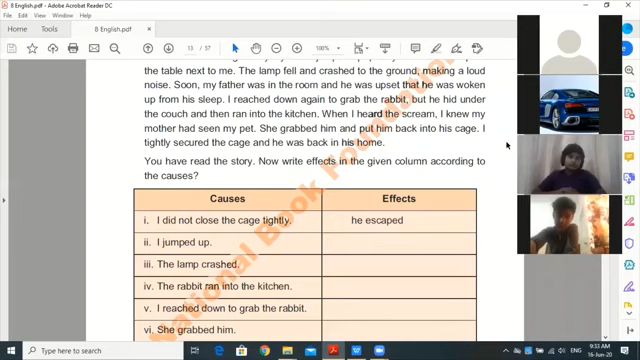 8 English.pdf - Adobe Acrobat Reader DC
File Edit View Window Help
Home Tools 8 English.pdf
13 / 57 100%
the table next to me. The lamp fell and crashed to the ground, making a loud
noise. Soon, my father was in the room and he was upset that he was woken
up from his sleep. I reached down again to grab the rabbit, but he hid under
the couch and then ran into the kitchen. When I heard the scream, I knew my
mother had seen my pet. She grabbed him and put him back into his cage. I
tightly secured the cage and he was back in his home.
You have read the story. Now write effects in the given column according to
the causes?
Causes Effects
i. I did not close the cage tightly. he escaped
ii. I jumped up.
iii. The lamp crashed.
iv. The rabbit ran into the kitchen.
v. I reached down to grab the rabbit.
vi. She grabbed him.
National Book Foundation
9:33 AM
16-Jun-20